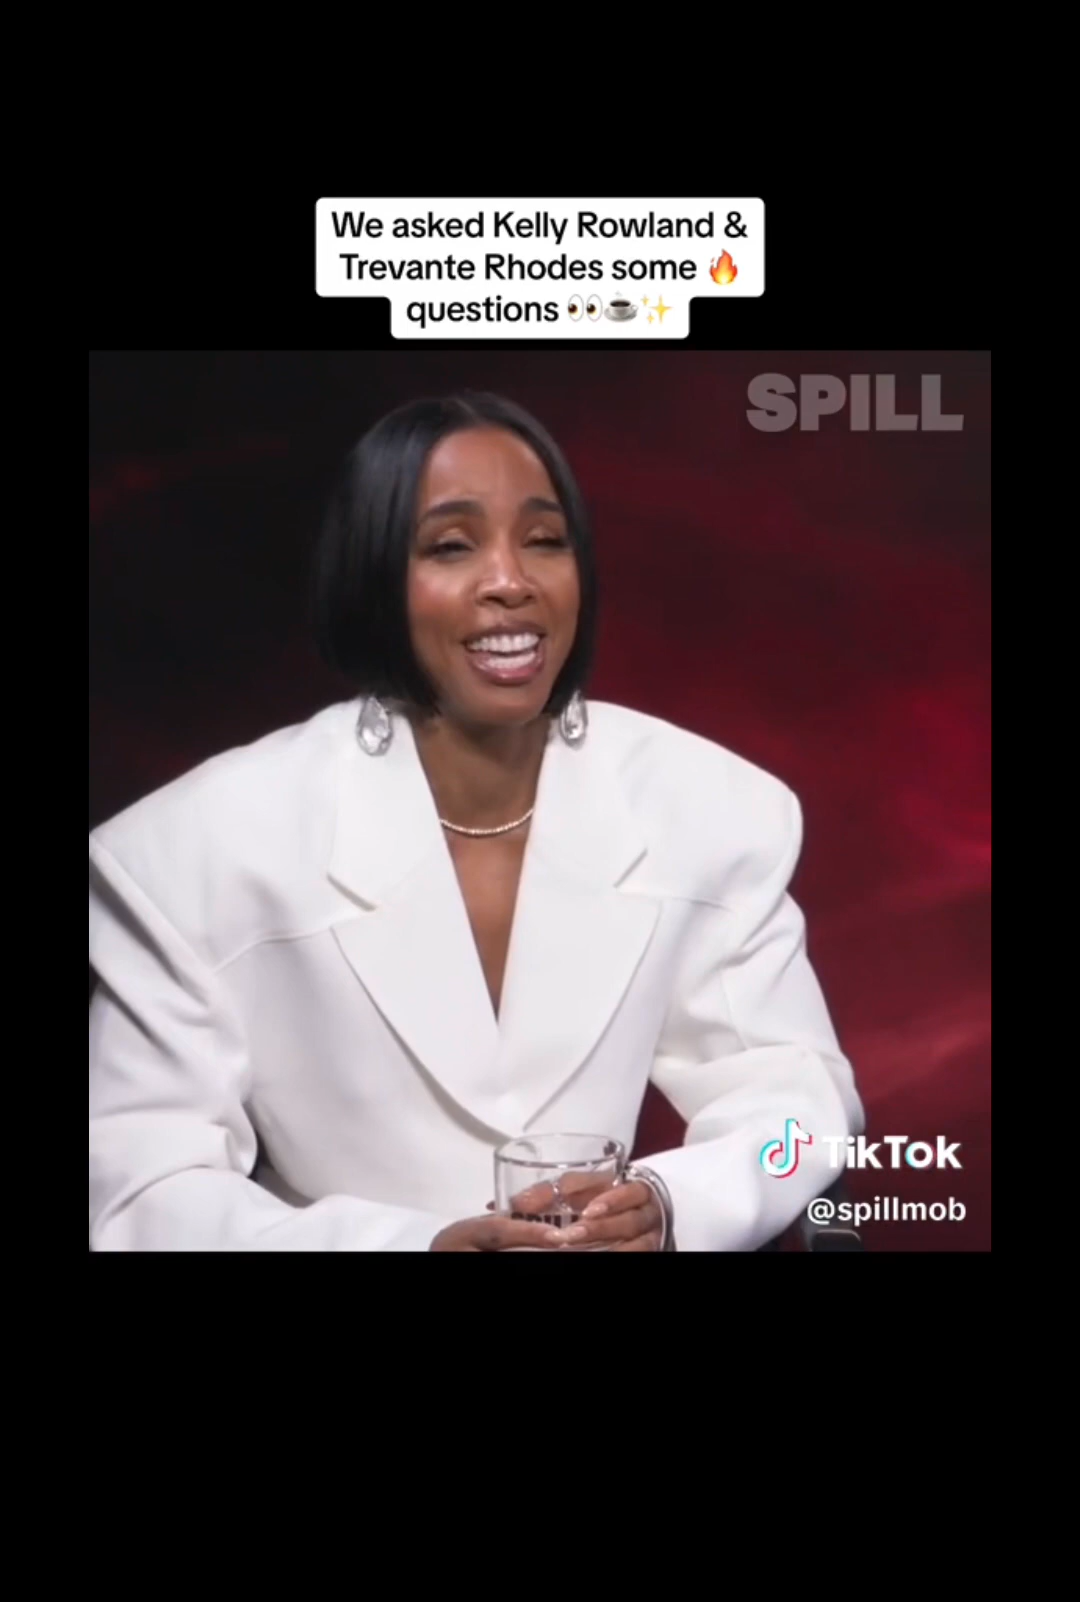 We asked Kelly Rowland &
Trevante Rhodes some 🔥
questions 👀☕✨
SPILL
TikTok
@spillmob